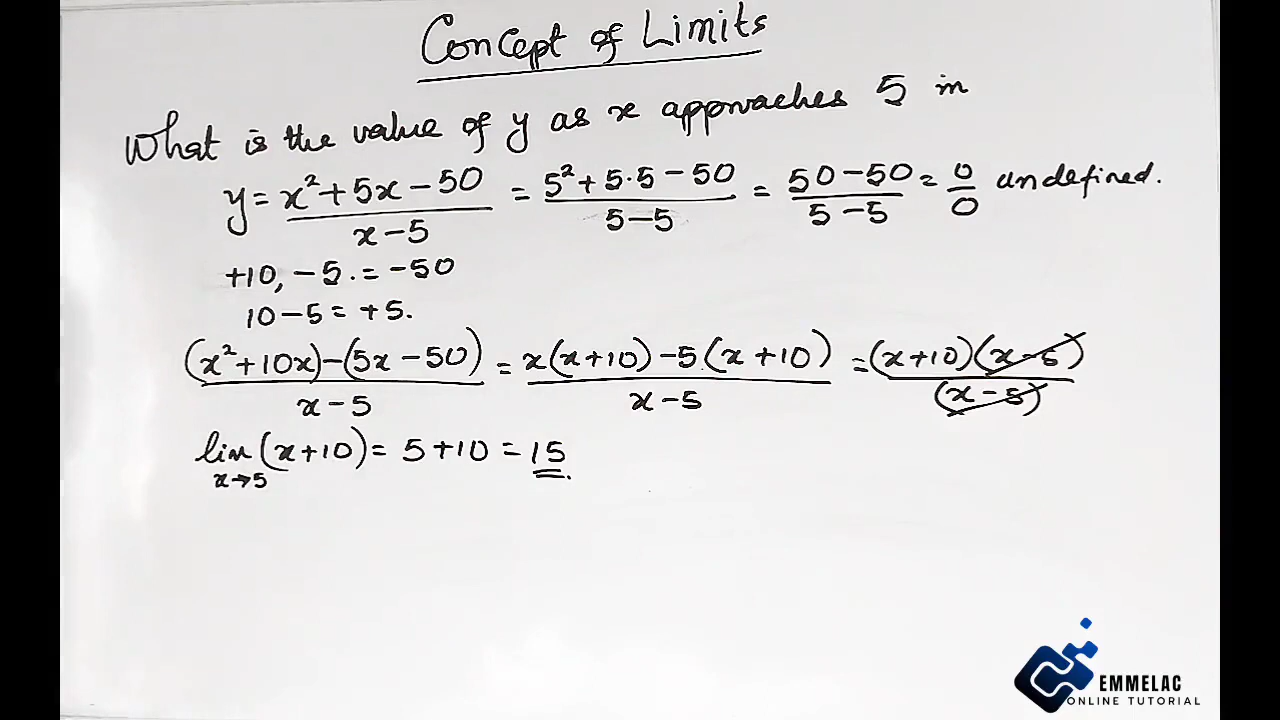 Concept of Limits
What is the value of y as x approaches 5 in
y = x² + 5x – 50 / x – 5 = 5² + 5·5 – 50 / 5 – 5 = 50 – 50 / 5 – 5 = 0 / 0 undefined.
+10, – 5. = –50
10 – 5 = +5.
(x² + 10x) – (5x – 50) / x – 5 = x(x + 10) – 5(x + 10) / x – 5 = (x + 10)(x – 5) / (x – 5)
lim x→5 (x + 10) = 5 + 10 = 15.
EMMELAC
ONLINE TUTORIAL